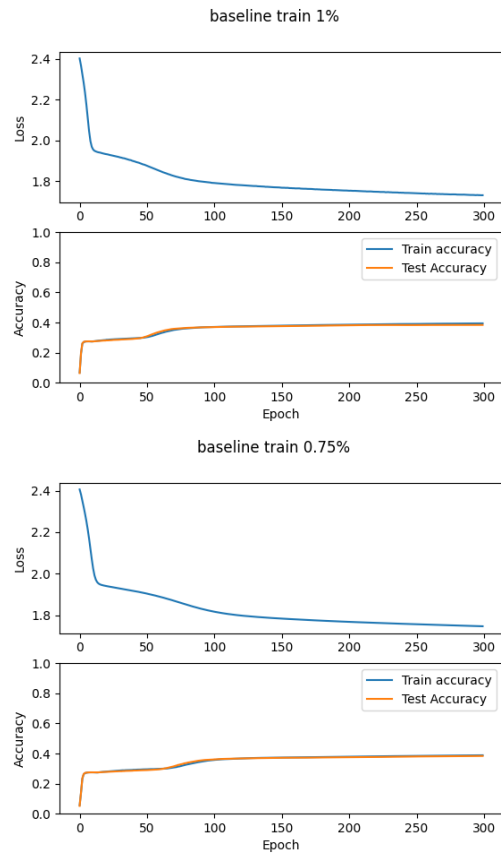 baseline train 1%
2.4
2.2
2.0
1.8
Loss
0 50 100 150 200 250 300
1.0
0.8
0.6
0.4
0.2
0.0
Accuracy
Train accuracy
Test Accuracy
0 50 100 150 200 250 300
Epoch
baseline train 0.75%
2.4
2.2
2.0
1.8
Loss
0 50 100 150 200 250 300
1.0
0.8
0.6
0.4
0.2
0.0
Accuracy
Train accuracy
Test Accuracy
0 50 100 150 200 250 300
Epoch